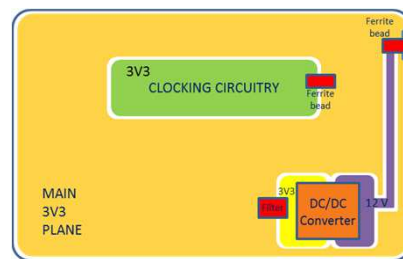 Ferrite
bead
3V3
CLOCKING CIRCUITRY
Ferrite
bead
MAIN
3V3
PLANE
Filter
3V3
DC/DC
Converter
12 V